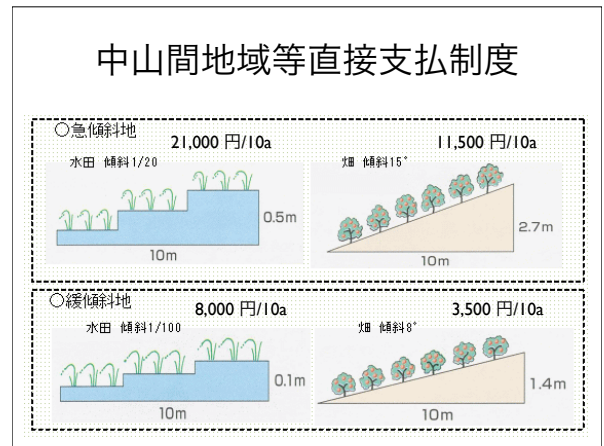 中山間地域等直接支払制度
○急傾斜地
21,000 円/10a
11,500 円/10a
水田 傾斜1/20
畑 傾斜15°
0.5m
2.7m
10m
10m
○緩傾斜地
8,000 円/10a
3,500 円/10a
水田 傾斜1/100
畑 傾斜8°
0.1m
1.4m
10m
10m